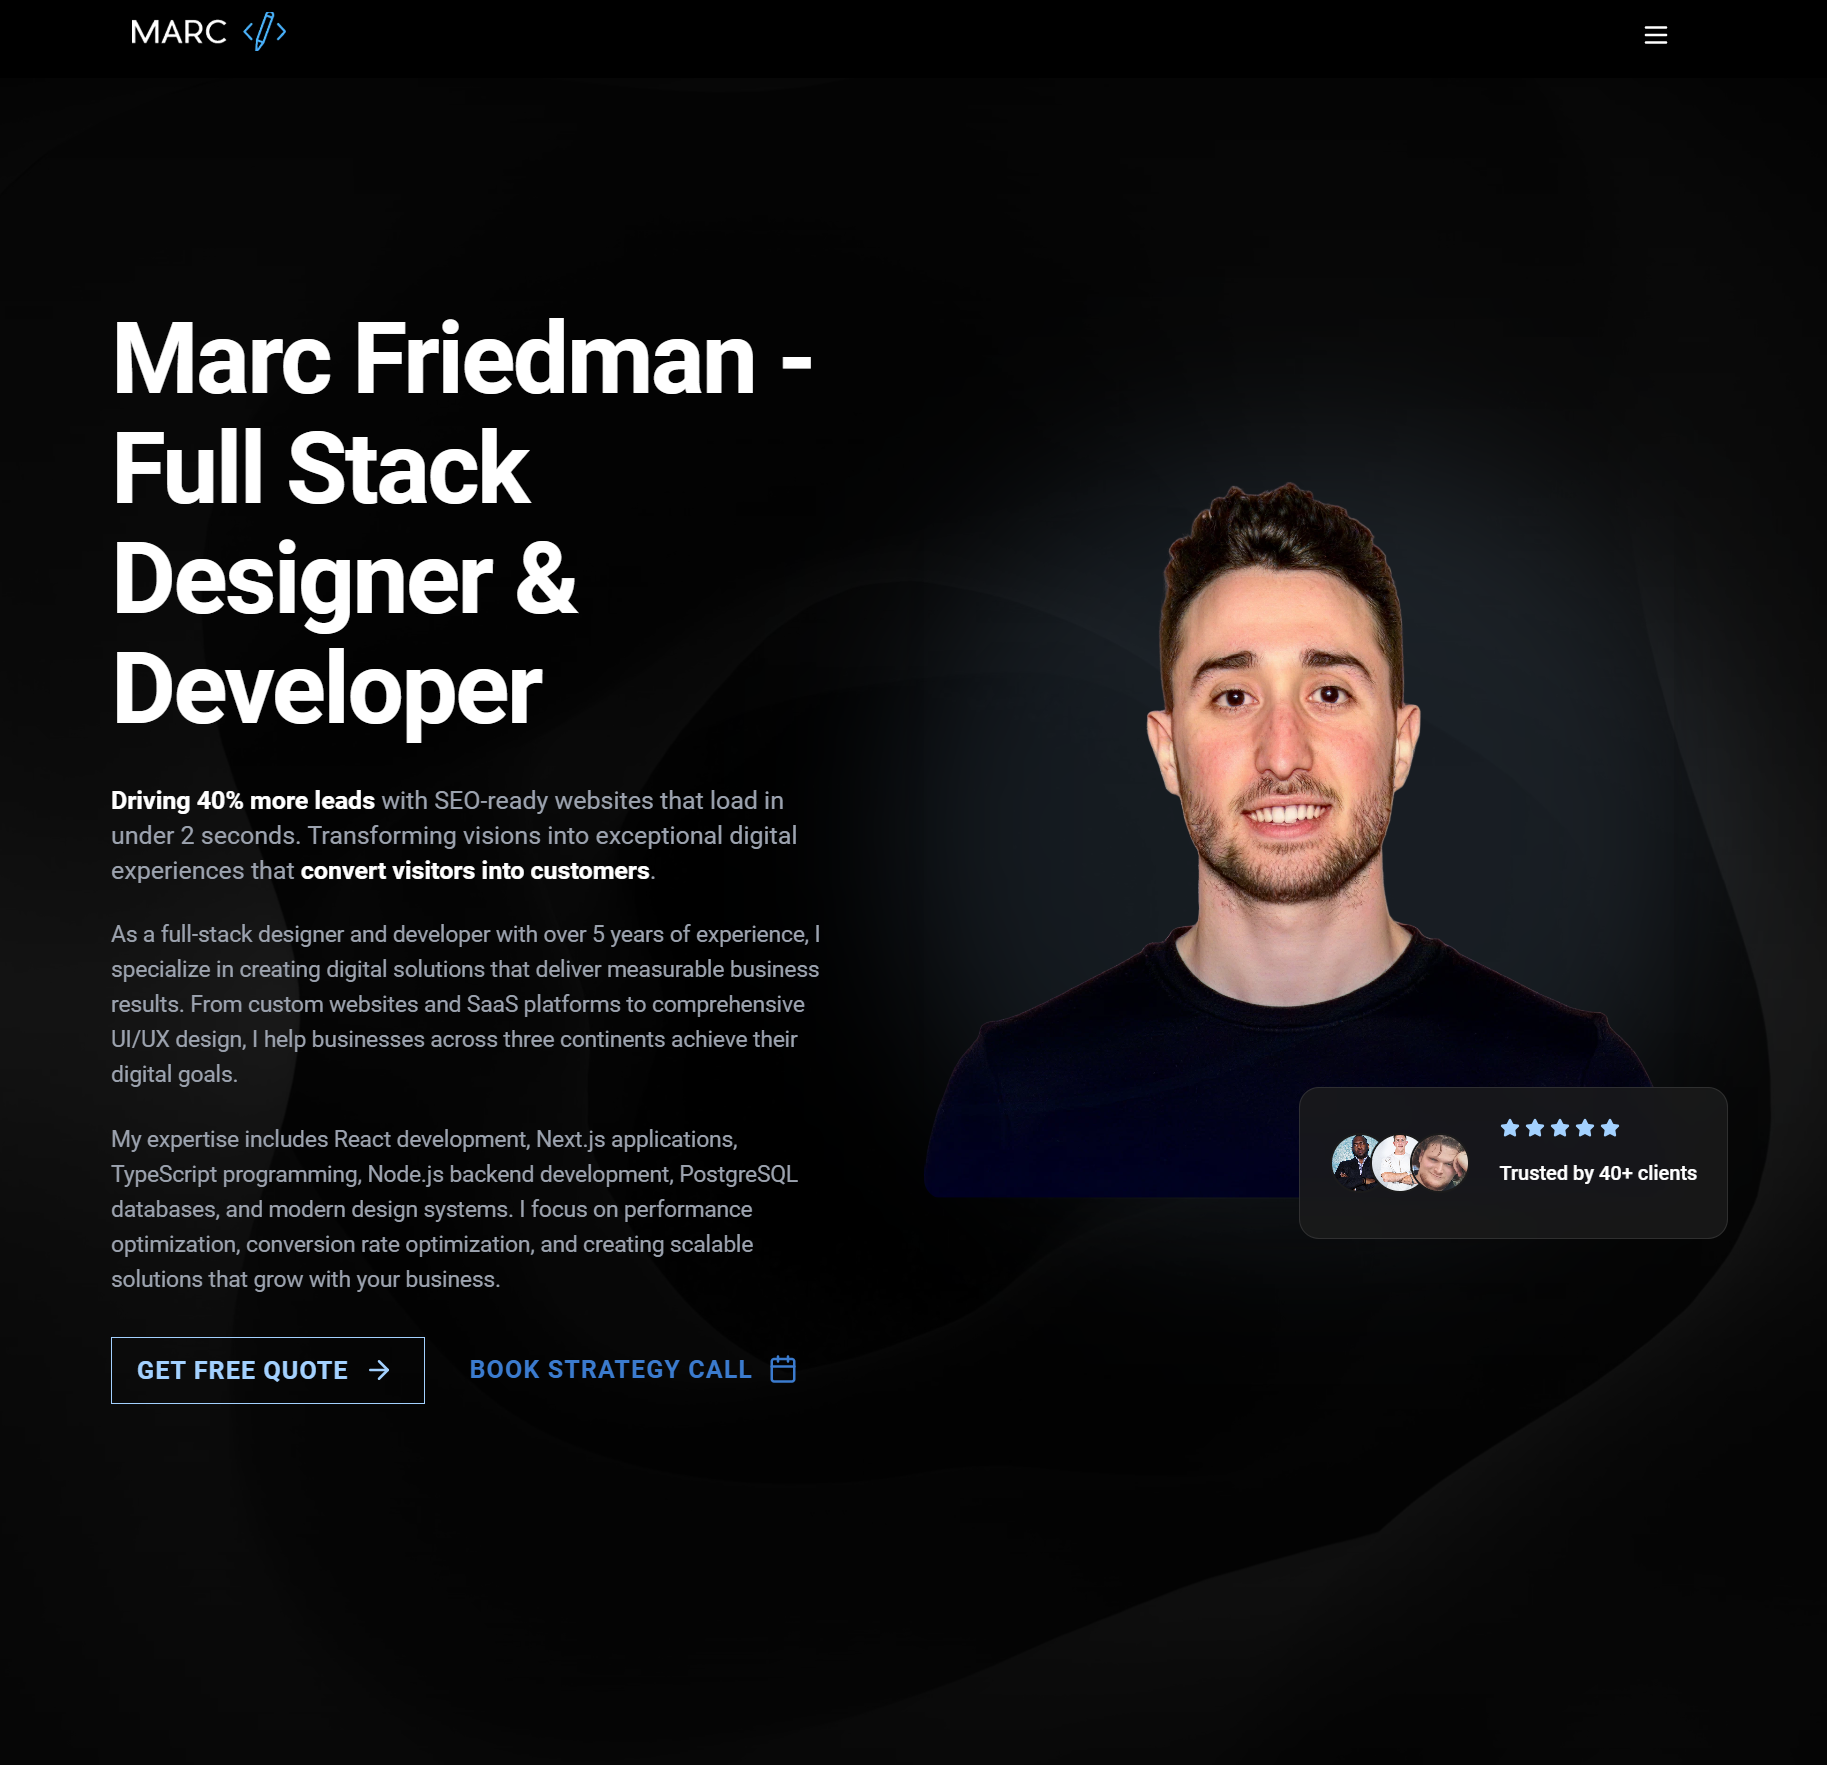 MARC
Marc Friedman -
Full Stack
Designer &
Developer
Driving 40% more leads with SEO-ready websites that load in
under 2 seconds. Transforming visions into exceptional digital
experiences that convert visitors into customers.
As a full-stack designer and developer with over 5 years of experience, I
specialize in creating digital solutions that deliver measurable business
results. From custom websites and SaaS platforms to comprehensive
UI/UX design, I help businesses across three continents achieve their
digital goals.
My expertise includes React development, Next.js applications,
TypeScript programming, Node.js backend development, PostgreSQL
databases, and modern design systems. I focus on performance
optimization, conversion rate optimization, and creating scalable
solutions that grow with your business.
GET FREE QUOTE
BOOK STRATEGY CALL
Trusted by 40+ clients